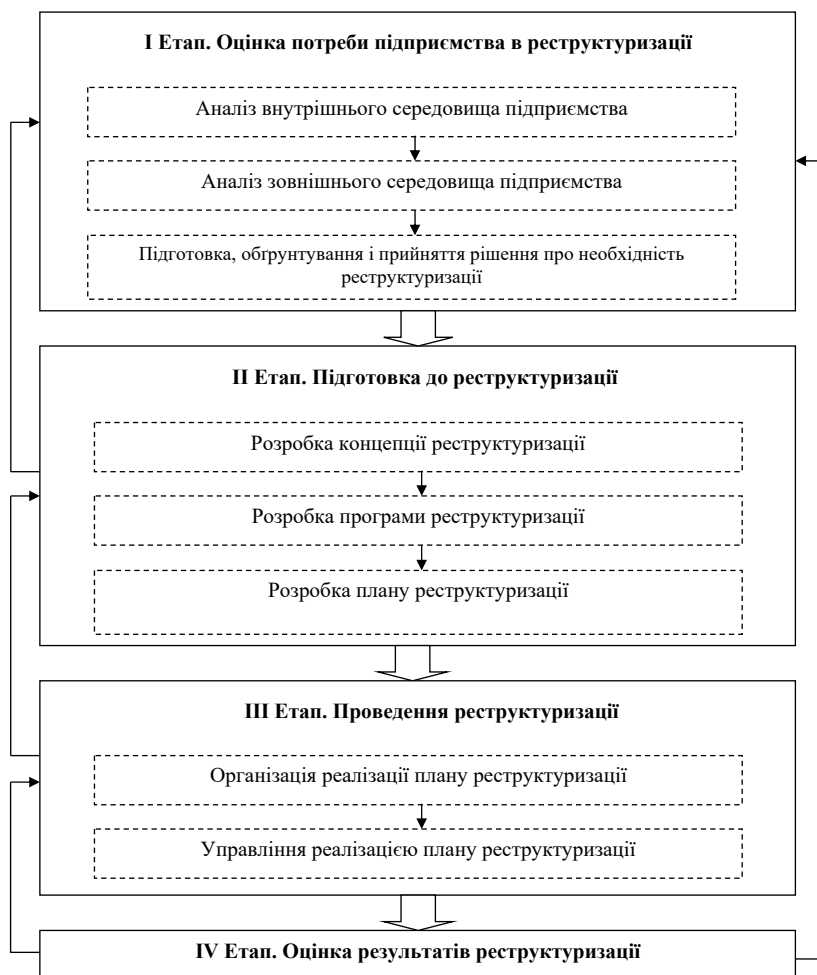 I Етап. Оцінка потреби підприємства в реструктуризації
Аналіз внутрішнього середовища підприємства
Аналіз зовнішнього середовища підприємства
Підготовка, обґрунтування і прийняття рішення про необхідність
реструктуризації
II Етап. Підготовка до реструктуризації
Розробка концепції реструктуризації
Розробка програми реструктуризації
Розробка плану реструктуризації
III Етап. Проведення реструктуризації
Організація реалізації плану реструктуризації
Управління реалізацією плану реструктуризації
IV Етап. Оцінка результатів реструктуризації